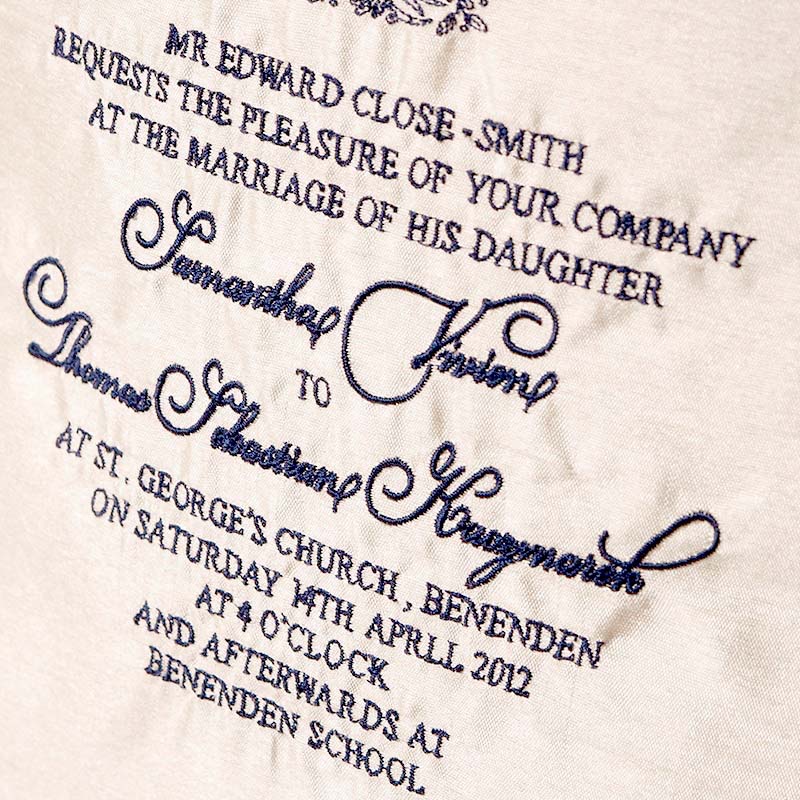 MR EDWARD CLOSE-SMITH
REQUESTS THE PLEASURE OF YOUR COMPANY
AT THE MARRIAGE OF HIS DAUGHTER
Samantha Vivien
TO
Thomas Sebastian Kruczmarek
AT ST. GEORGE'S CHURCH, BENENDEN
ON SATURDAY 14TH APRIL 2012
AT 4 O'CLOCK
AND AFTERWARDS AT
BENENDEN SCHOOL